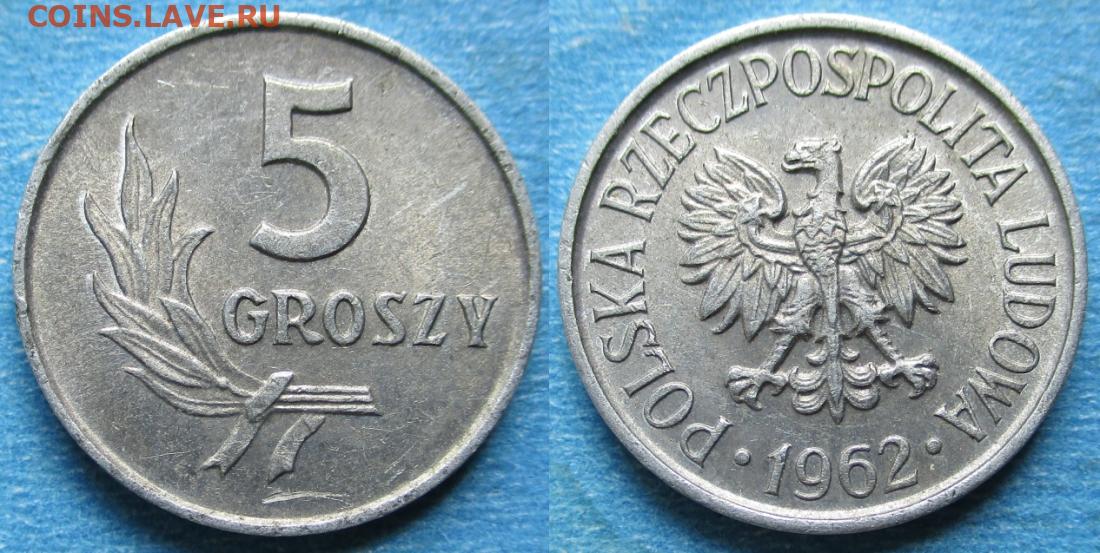 COINS.LAVE.RU
5
GROSZY
POLSKA RZECZPOSPOLITA LUDOWA
· 1962 ·